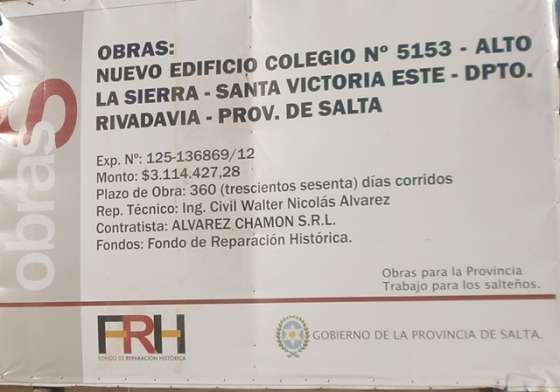 obras
S
OBRAS:
NUEVO EDIFICIO COLEGIO Nº 5153 - ALTO
LA SIERRA - SANTA VICTORIA ESTE - DPTO.
RIVADAVIA - PROV. DE SALTA
Exp. Nº: 125-136869/12
Monto: $3.114.427,28
Plazo de Obra: 360 (trescientos sesenta) días corridos
Rep. Técnico: Ing. Civil Walter Nicolás Alvarez
Contratista: ALVAREZ CHAMON S.R.L.
Fondos: Fondo de Reparación Histórica.
Obras para la Provincia
Trabajo para los salteños.
FRH
FONDO DE REPARACIÓN HISTÓRICA
GOBIERNO DE LA PROVINCIA DE SALTA.